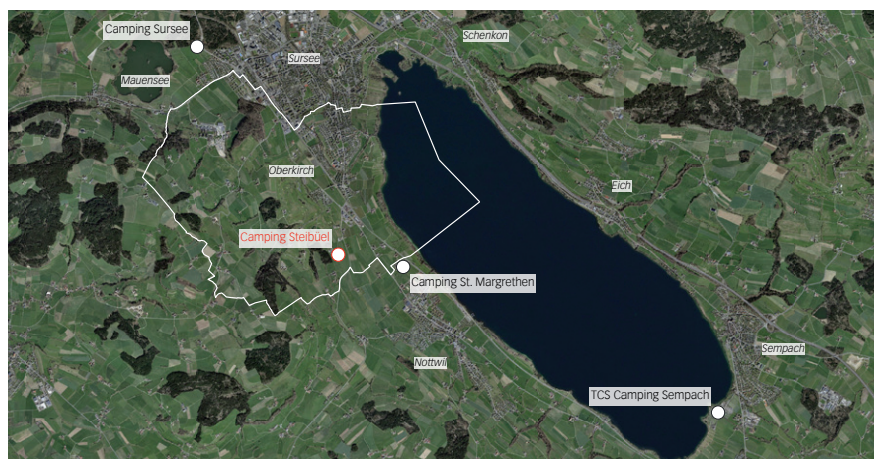 Camping Sursee
Schenkon
Sursee
Mauensee
Oberkirch
Eich
Camping Steibüel
Camping St. Margrethen
Sempach
Nottwil
TCS Camping Sempach